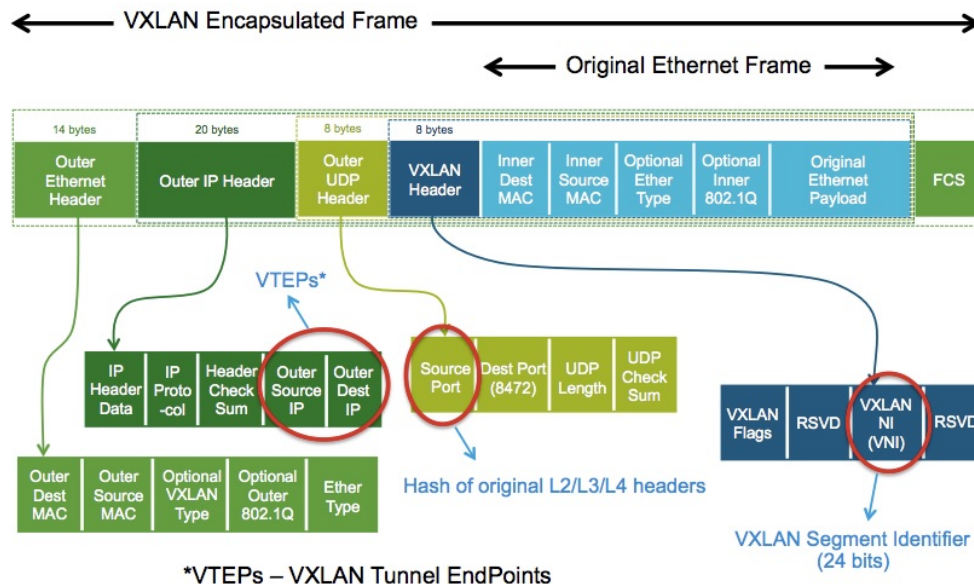 VXLAN Encapsulated Frame
Original Ethernet Frame
14 bytes
20 bytes
8 bytes
8 bytes
Outer
Ethernet
Header
Outer IP Header
Outer
UDP
Header
VXLAN
Header
Inner
Dest
MAC
Inner
Source
MAC
Optional
Ether
Type
Optional
Inner
802.1Q
Original
Ethernet
Payload
FCS
VTEPs*
IP
Header
Data
IP
Proto
-col
Header
Check
Sum
Outer
Source
IP
Outer
Dest
IP
Source
Port
Dest Port
(8472)
UDP
Length
UDP
Check
Sum
VXLAN
Flags
RSVD
VXLAN
NI
(VNI)
RSVD
Outer
Dest
MAC
Outer
Source
MAC
Optional
VXLAN
Type
Optional
Outer
802.1Q
Ether
Type
Hash of original L2/L3/L4 headers
VXLAN Segment Identifier
(24 bits)
*VTEPs – VXLAN Tunnel EndPoints